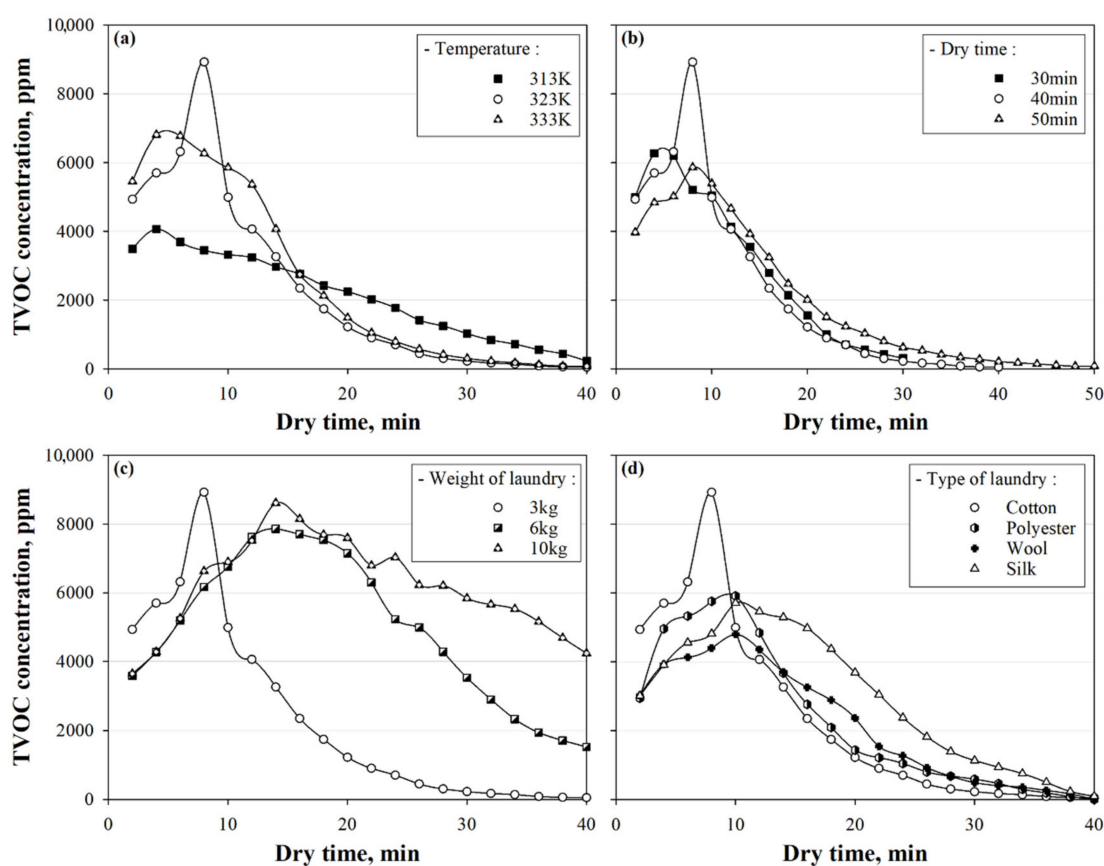 (a)
- Temperature :
313K
323K
333K
10,000
8000
6000
4000
2000
0
TVOC concentration, ppm
0 10 20 30 40
Dry time, min
(b)
- Dry time :
30min
40min
50min
0 10 20 30 40 50
Dry time, min
(c)
- Weight of laundry :
3kg
6kg
10kg
10,000
8000
6000
4000
2000
0
TVOC concentration, ppm
0 10 20 30 40
Dry time, min
(d)
- Type of laundry :
Cotton
Polyester
Wool
Silk
0 10 20 30 40
Dry time, min